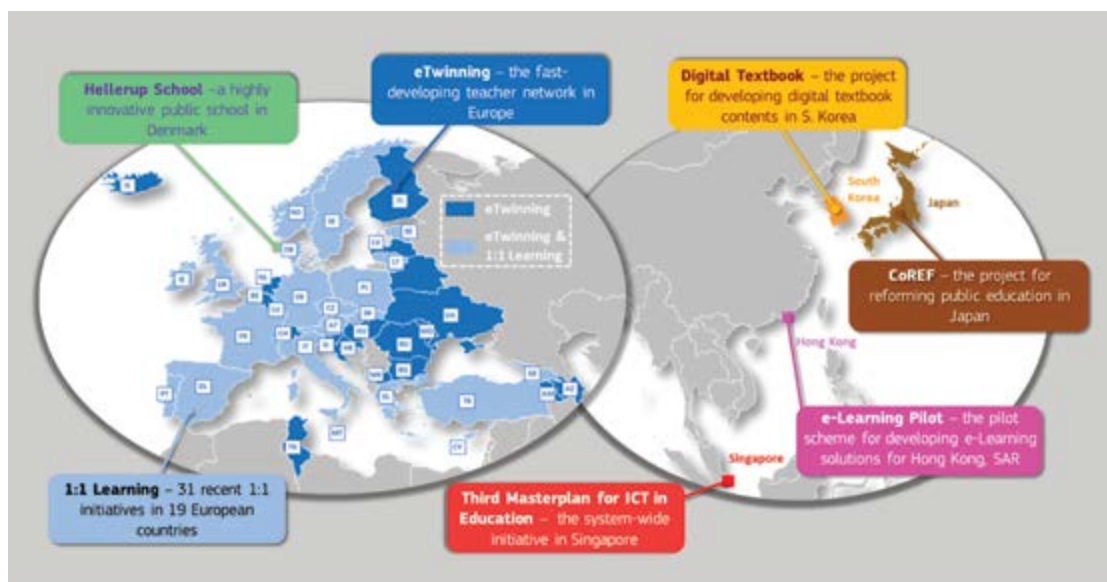 Hellerup School – a highly
innovative public school in
Denmark
eTwinning – the fast-
developing teacher network in
Europe
Digital Textbook – the project
for developing digital textbook
contents in S. Korea
eTwinning
eTwinning &
1:1 Learning
South
Korea
Japan
CoREF – the project for
reforming public education in
Japan
Hong Kong
e-Learning Pilot – the pilot
scheme for developing e-Learning
solutions for Hong Kong, SAR
Singapore
Third Masterplan for ICT in
Education – the system-wide
initiative in Singapore
1:1 Learning – 31 recent 1:1
initiatives in 19 European
countries